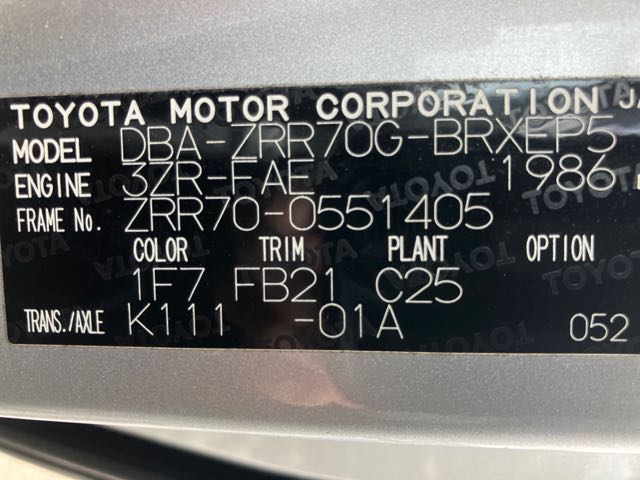 TOYOTA MOTOR CORPORATION JA
MODEL DBA-ZRR70G-BRXEP5
ENGINE 3ZR-FAE 1986
FRAME No. ZRR70-0551405
COLOR TRIM PLANT OPTION
1F7 FB21 C25
TRANS./AXLE K111 -01A 052